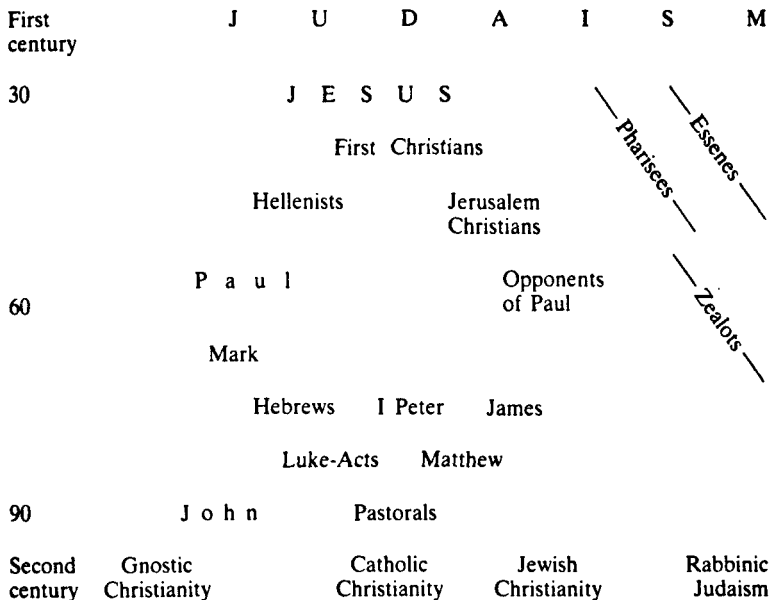 First J U D A I S M
century
30 J E S U S
Pharisees
Essenes
First Christians
Hellenists Jerusalem
Christians
P a u l Opponents
60 of Paul
Zealots
Mark
Hebrews I Peter James
Luke-Acts Matthew
90 J o h n Pastorals
Second Gnostic Catholic Jewish Rabbinic
century Christianity Christianity Christianity Judaism